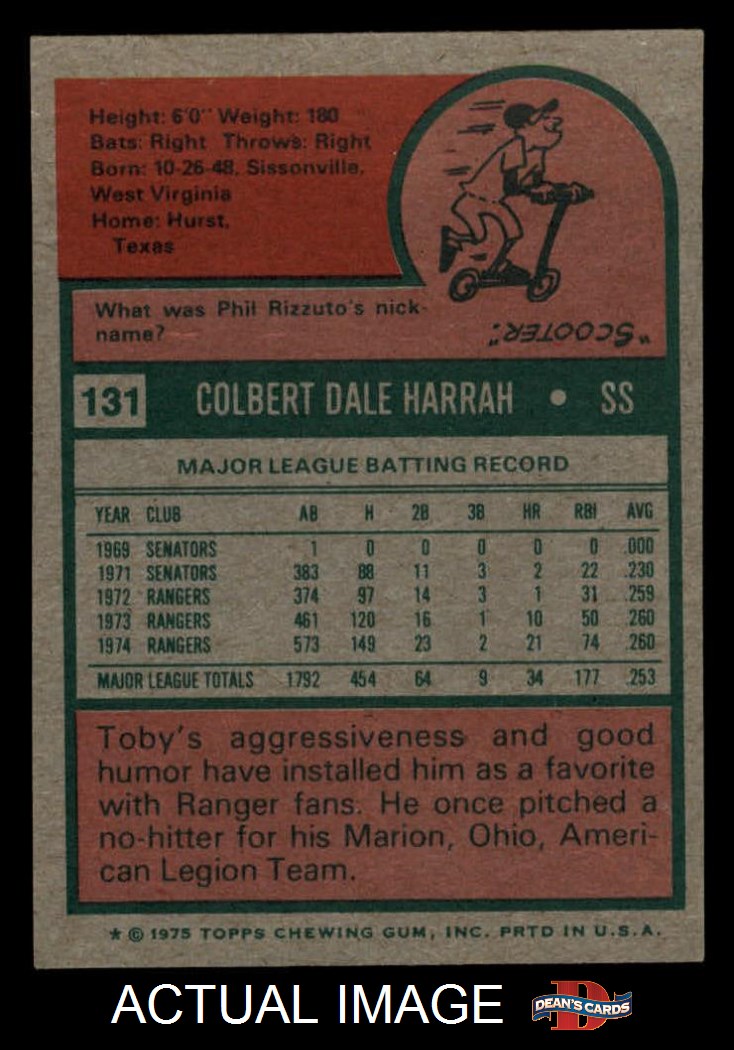 Height: 6'0" Weight: 180
Bats: Right Throws: Right
Born: 10-26-48, Sissonville,
West Virginia
Home: Hurst,
Texas
What was Phil Rizzuto's nick-
name?
"SCOOTER."
131 COLBERT DALE HARRAH • SS
MAJOR LEAGUE BATTING RECORD
YEAR CLUB AB H 2B 3B HR RBI AVG
1969 SENATORS 1 0 0 0 0 0 .000
1971 SENATORS 383 88 11 3 2 22 .230
1972 RANGERS 374 97 14 3 1 31 .259
1973 RANGERS 461 120 16 1 10 50 .260
1974 RANGERS 573 149 23 2 21 74 .260
MAJOR LEAGUE TOTALS 1792 454 64 9 34 177 .253
Toby's aggressiveness and good
humor have installed him as a favorite
with Ranger fans. He once pitched a
no-hitter for his Marion, Ohio, Ameri-
can Legion Team.
* © 1975 TOPPS CHEWING GUM, INC. PRTD IN U.S.A.
ACTUAL IMAGE
D
DEAN'S CARDS